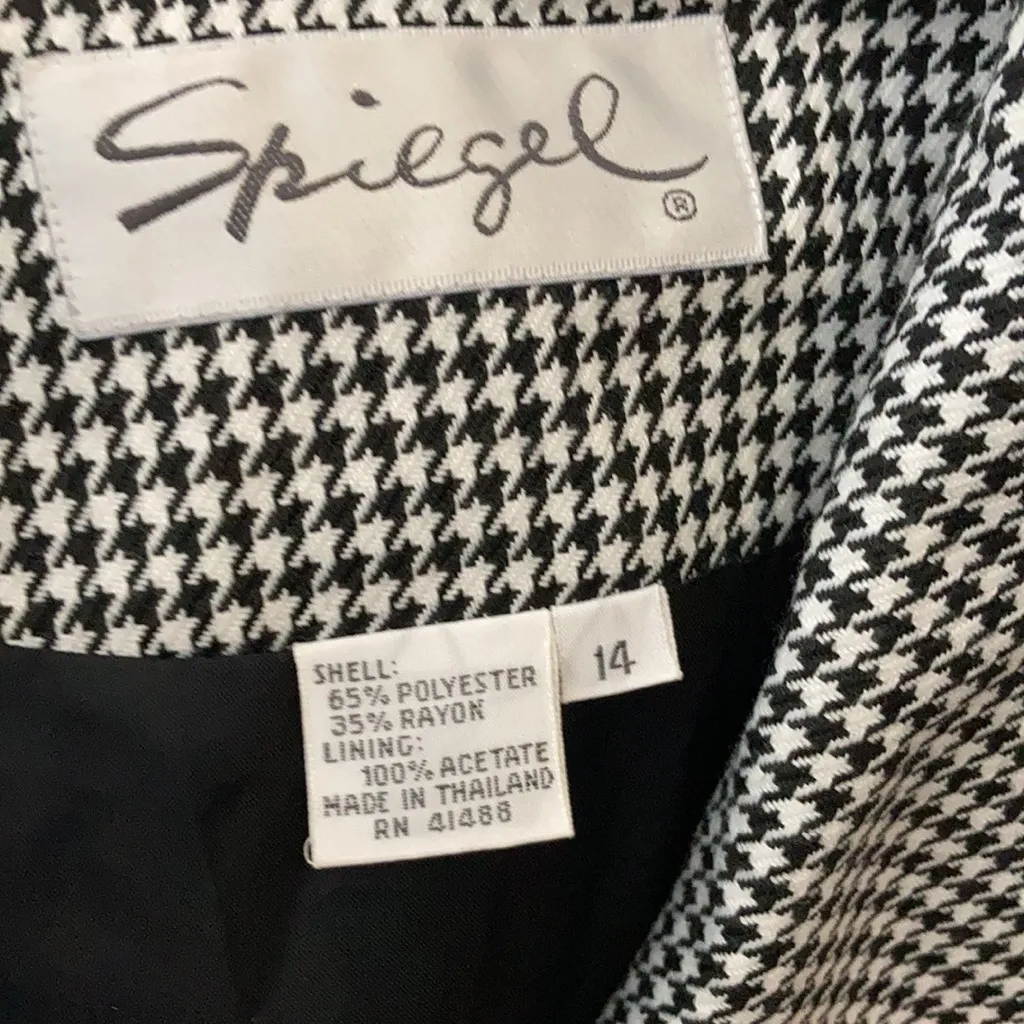 Spiegel
®
SHELL:
65% POLYESTER
35% RAYON
LINING:
100% ACETATE
MADE IN THAILAND
RN 41488
14